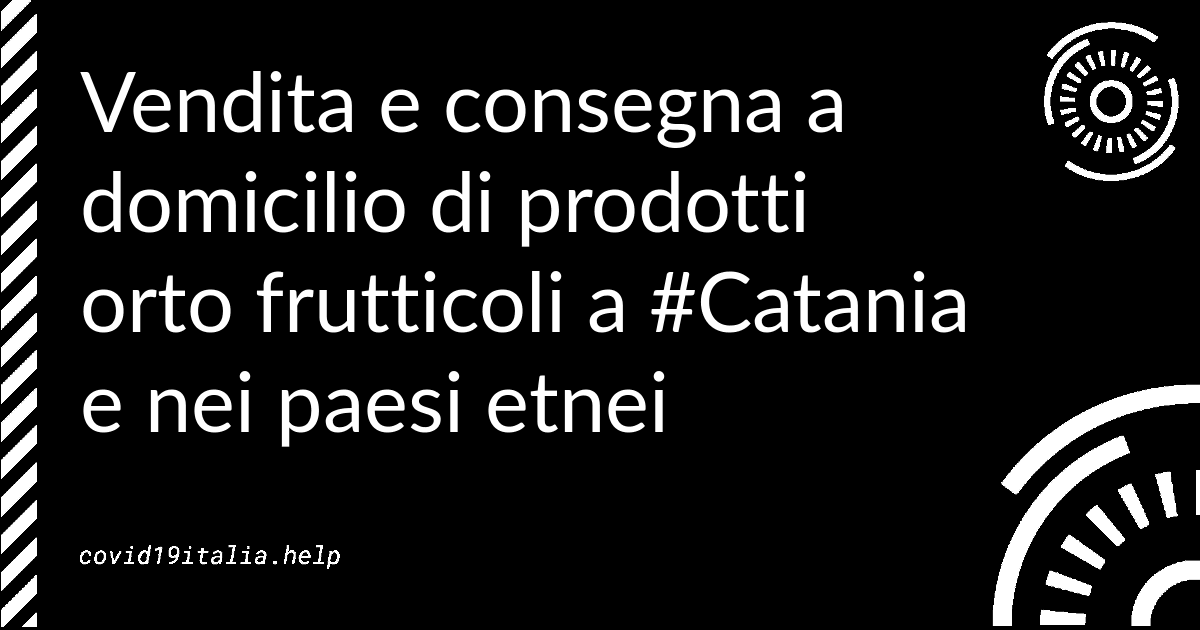 Vendita e consegna a
domicilio di prodotti
orto frutticoli a #Catania
e nei paesi etnei
covid19italia.help